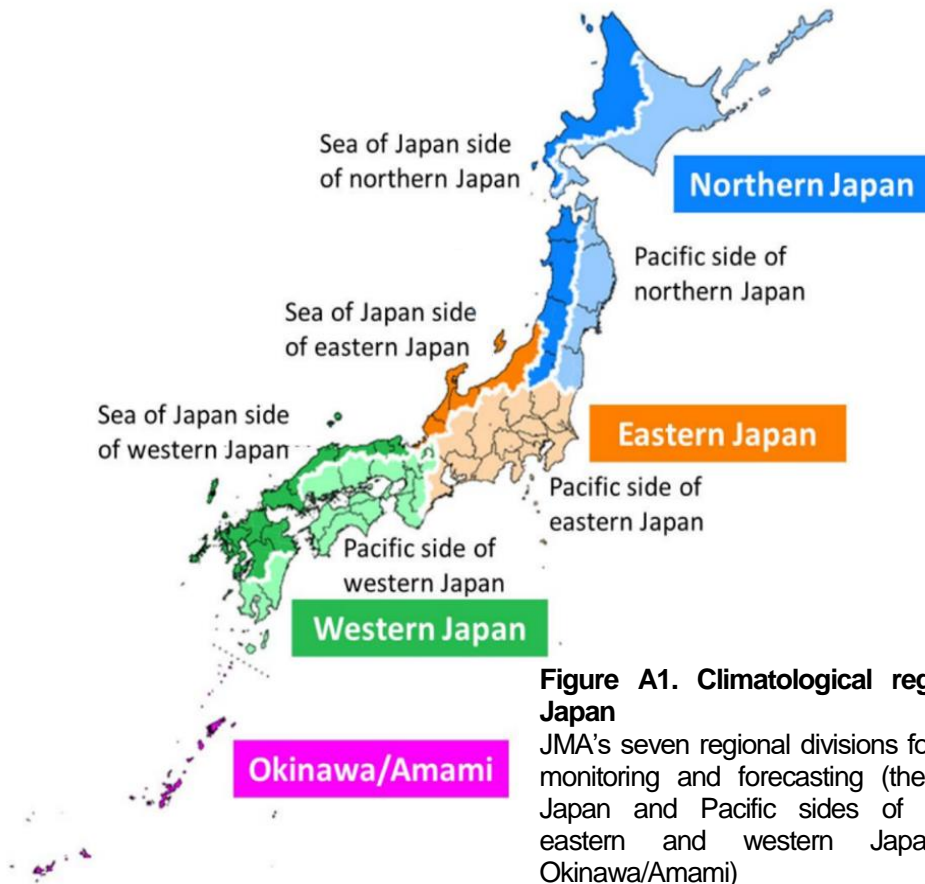 Sea of Japan side
of northern Japan
Northern Japan
Pacific side of
northern Japan
Sea of Japan side
of eastern Japan
Sea of Japan side
of western Japan
Eastern Japan
Pacific side of
eastern Japan
Pacific side of
western Japan
Western Japan
Okinawa/Amami
Figure A1. Climatological reg
Japan
JMA's seven regional divisions fo
monitoring and forecasting (the
Japan and Pacific sides of
eastern and western Japa
Okinawa/Amami)